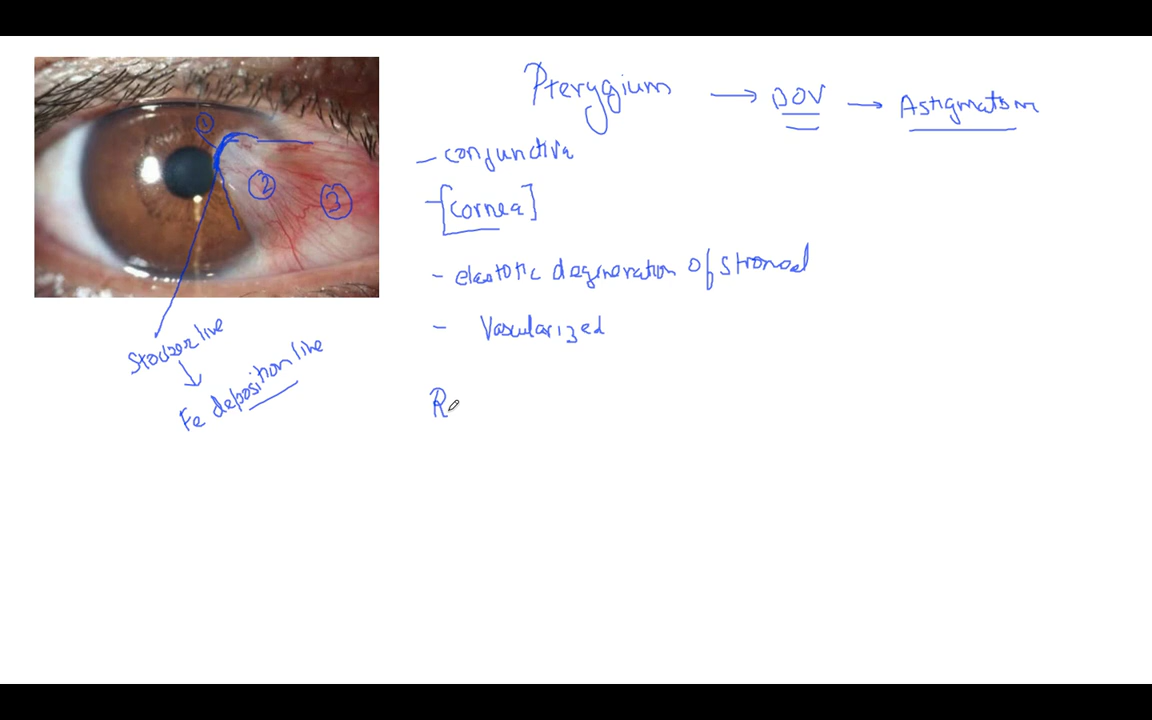 Pterygium → DOV → Astigmatism
①
②
③
- conjunctiva
- [cornea]
- elastotic degeneration of stromal
- Vascularized
Stocker line
Fe deposition line
R